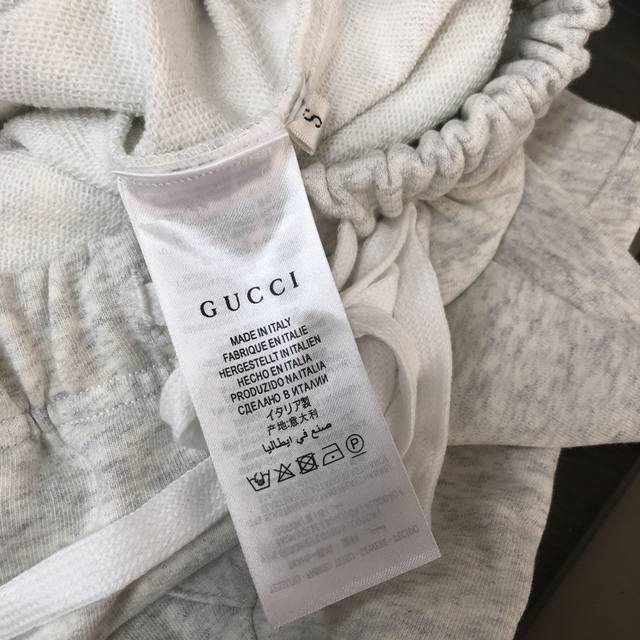 S
GUCCI
MADE IN ITALY
FABRIQUE EN ITALIE
HERGESTELLT IN ITALIEN
HECHO EN ITALIA
PRODUZIDO NA ITALIA
СДЕЛАНО В ИТАЛИИ
イタリア製
产地:意大利
صنع في ايطاليا